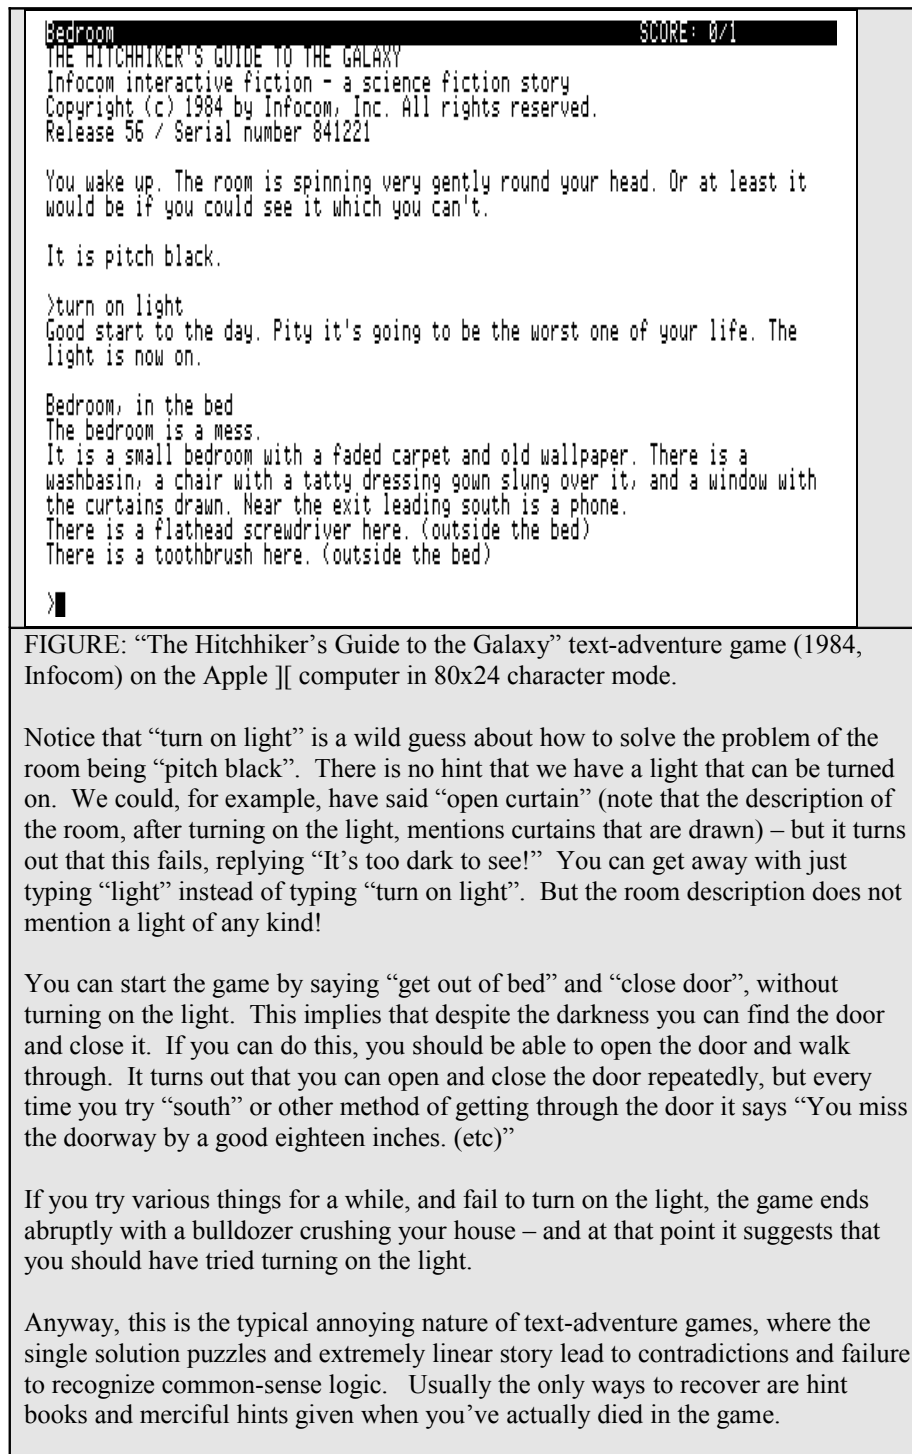 Bedroom SCORE: 0/1
THE HITCHHIKER'S GUIDE TO THE GALAXY
Infocom interactive fiction - a science fiction story
Copyright (c) 1984 by Infocom, Inc. All rights reserved.
Release 56 / Serial number 841221
You wake up. The room is spinning very gently round your head. Or at least it
would be if you could see it which you can't.
It is pitch black.
>turn on light
Good start to the day. Pity it's going to be the worst one of your life. The
light is now on.
Bedroom, in the bed
The bedroom is a mess.
It is a small bedroom with a faded carpet and old wallpaper. There is a
washbasin, a chair with a tatty dressing gown slung over it, and a window with
the curtains drawn. Near the exit leading south is a phone.
There is a flathead screwdriver here. (outside the bed)
There is a toothbrush here. (outside the bed)
>
FIGURE: “The Hitchhiker’s Guide to the Galaxy” text-adventure game (1984,
Infocom) on the Apple ][ computer in 80x24 character mode.
Notice that “turn on light” is a wild guess about how to solve the problem of the
room being “pitch black”. There is no hint that we have a light that can be turned
on. We could, for example, have said “open curtain” (note that the description of
the room, after turning on the light, mentions curtains that are drawn) – but it turns
out that this fails, replying “It’s too dark to see!” You can get away with just
typing “light” instead of typing “turn on light”. But the room description does not
mention a light of any kind!
You can start the game by saying “get out of bed” and “close door”, without
turning on the light. This implies that despite the darkness you can find the door
and close it. If you can do this, you should be able to open the door and walk
through. It turns out that you can open and close the door repeatedly, but every
time you try “south” or other method of getting through the door it says “You miss
the doorway by a good eighteen inches. (etc)”
If you try various things for a while, and fail to turn on the light, the game ends
abruptly with a bulldozer crushing your house – and at that point it suggests that
you should have tried turning on the light.
Anyway, this is the typical annoying nature of text-adventure games, where the
single solution puzzles and extremely linear story lead to contradictions and failure
to recognize common-sense logic. Usually the only ways to recover are hint
books and merciful hints given when you’ve actually died in the game.